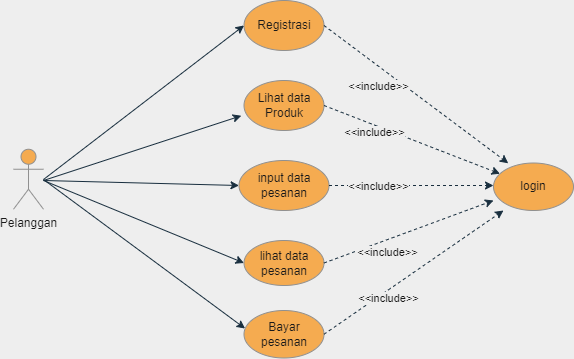 Registrasi
<<include>>
Lihat data
Produk
<<include>>
Pelanggan
input data
pesanan
<<include>>
login
lihat data
pesanan
<<include>>
<<include>>
Bayar
pesanan